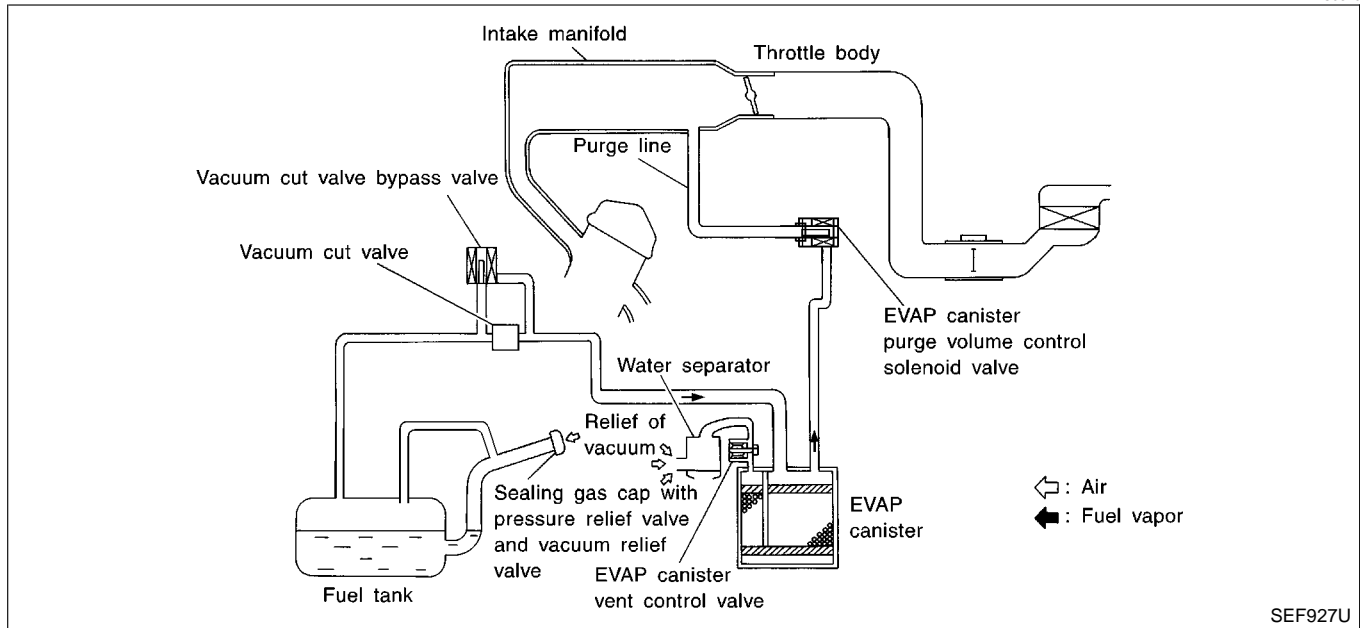 Intake manifold
Throttle body
Purge line
Vacuum cut valve bypass valve
Vacuum cut valve
EVAP canister
purge volume control
solenoid valve
Water separator
Relief of
vacuum
Sealing gas cap with
pressure relief valve
and vacuum relief
valve
EVAP canister
vent control valve
EVAP
canister
Fuel tank
: Air
: Fuel vapor
SEF927U